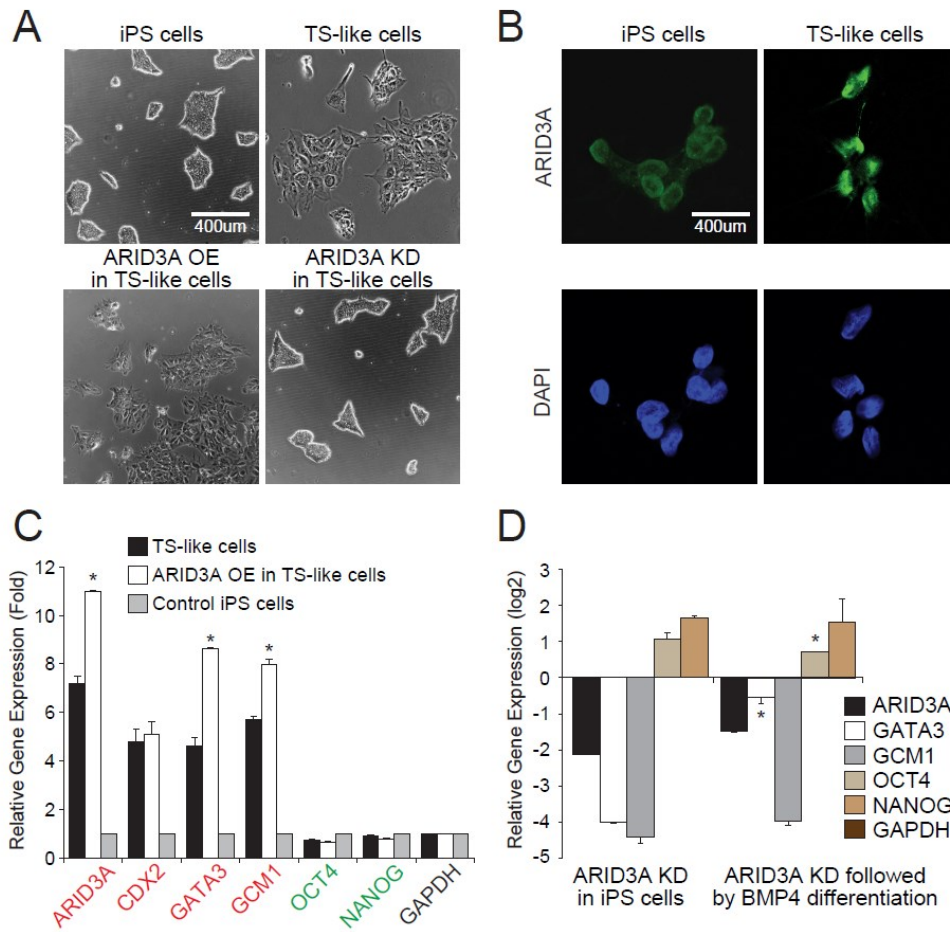 A
iPS cells
TS-like cells
400um
ARID3A OE
in TS-like cells
ARID3A KD
in TS-like cells
B
iPS cells
TS-like cells
ARID3A
400um
DAPI
C
TS-like cells
ARID3A OE in TS-like cells
Control iPS cells
Relative Gene Expression (Fold)
12
10
8
6
4
2
0
*
*
*
ARID3A
CDX2
GATA3
GCM1
OCT4
NANOG
GAPDH
D
Relative Gene Expression (log2)
3
2
1
0
-1
-2
-3
-4
-5
*
*
ARID3A
GATA3
GCM1
OCT4
NANOG
GAPDH
ARID3A KD
in iPS cells
ARID3A KD followed
by BMP4 differentiation